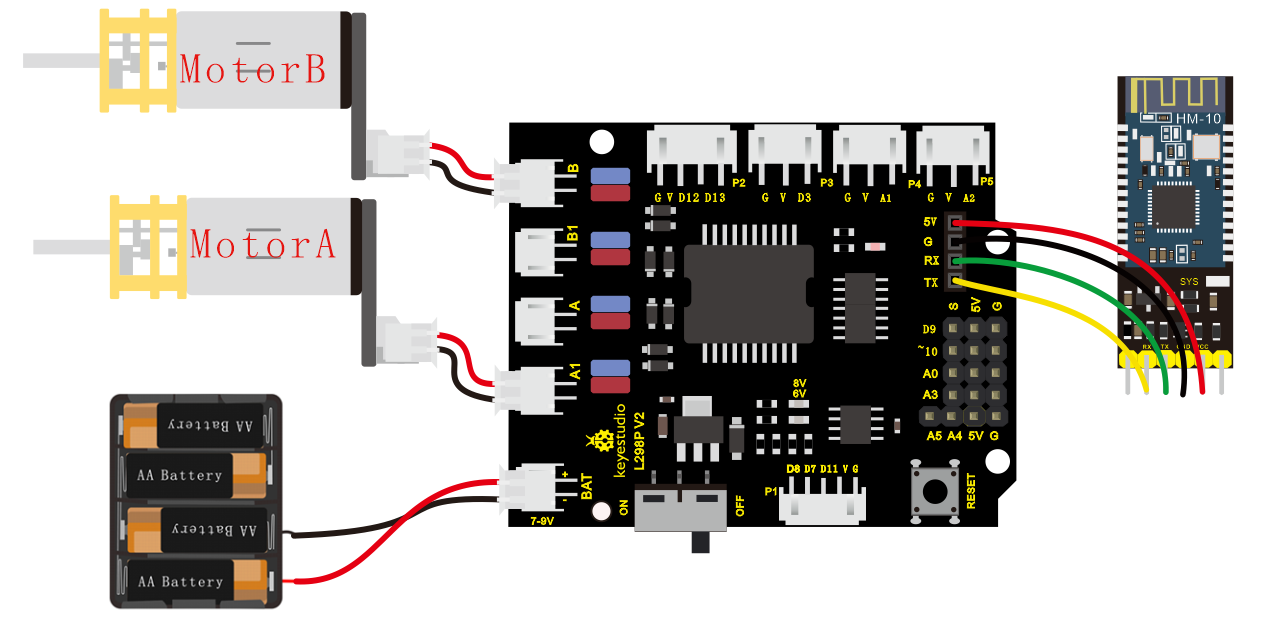 MotorB
MotorA
AA Battery
AA Battery
AA Battery
AA Battery
B
B1
A
A1
BAT
+
-
7-9V
keyestudio
L298P V2
ON
OFF
P2
G V D12 D13
P3
G V D3
P4
G V A1
P5
G V A2
5V
G
RX
TX
S 5V G
D9
~10
A0
A3
A5 A4 5V G
8V
6V
P1
D8 D7 D11 V G
RESET
HM-10
SYS
RX TX GND VCC